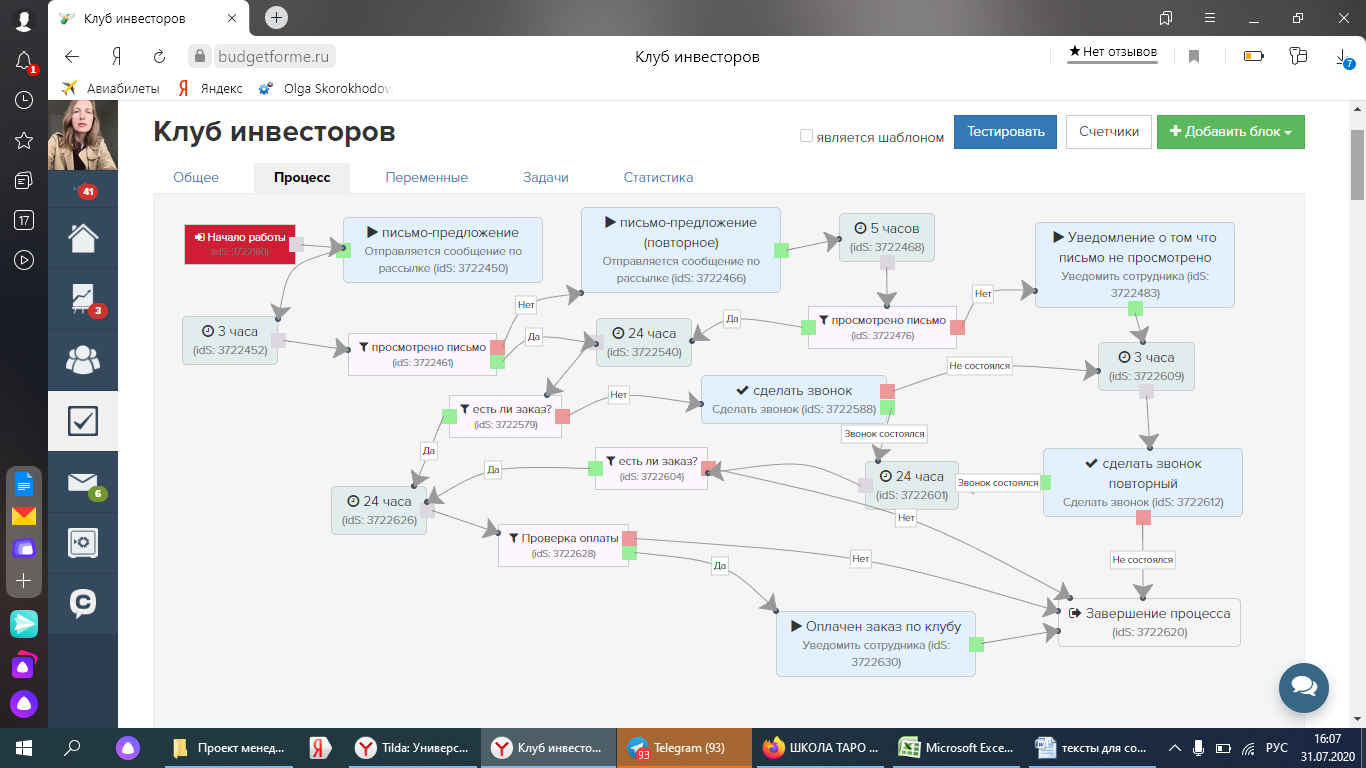 Клуб инвесторов
budgetforme.ru
Клуб инвесторов
★ Нет отзывов
7
1
Авиабилеты
Яндекс
Olga Skorokhodova
17
41
3
6
Клуб инвесторов
является шаблоном
Тестировать
Счетчики
Добавить блок
Общее
Процесс
Переменные
Задачи
Статистика
Начало работы
(idS: 3722180)
письмо-предложение
Отправляется сообщение по
рассылке (idS: 3722450)
письмо-предложение
(повторное)
Отправляется сообщение по
рассылке (idS: 3722466)
5 часов
(idS: 3722468)
Уведомление о том что
письмо не просмотрено
Уведомить сотрудника (idS:
3722483)
Нет
Нет
3 часа
(idS: 3722452)
просмотрено письмо
(idS: 3722461)
Да
24 часа
(idS: 3722540)
Да
просмотрено письмо
(idS: 3722476)
3 часа
(idS: 3722609)
Не состоялся
есть ли заказ?
(idS: 3722579)
Нет
сделать звонок
Сделать звонок (idS: 3722588)
Звонок состоялся
Да
Да
есть ли заказ?
(idS: 3722604)
24 часа
(idS: 3722601)
Звонок состоялся
сделать звонок
повторный
Сделать звонок (idS: 3722612)
24 часа
(idS: 3722626)
Нет
Проверка оплаты
(idS: 3722628)
Нет
Да
Не состоялся
Завершение процесса
(idS: 3722620)
Оплачен заказ по клубу
Уведомить сотрудника (idS:
3722630)
Проект менед...
Tilda: Универс...
Клуб инвесто...
93
Telegram (93)
ШКОЛА ТАРО ...
Microsoft Exce...
тексты для со...
РУС
16:07
31.07.2020